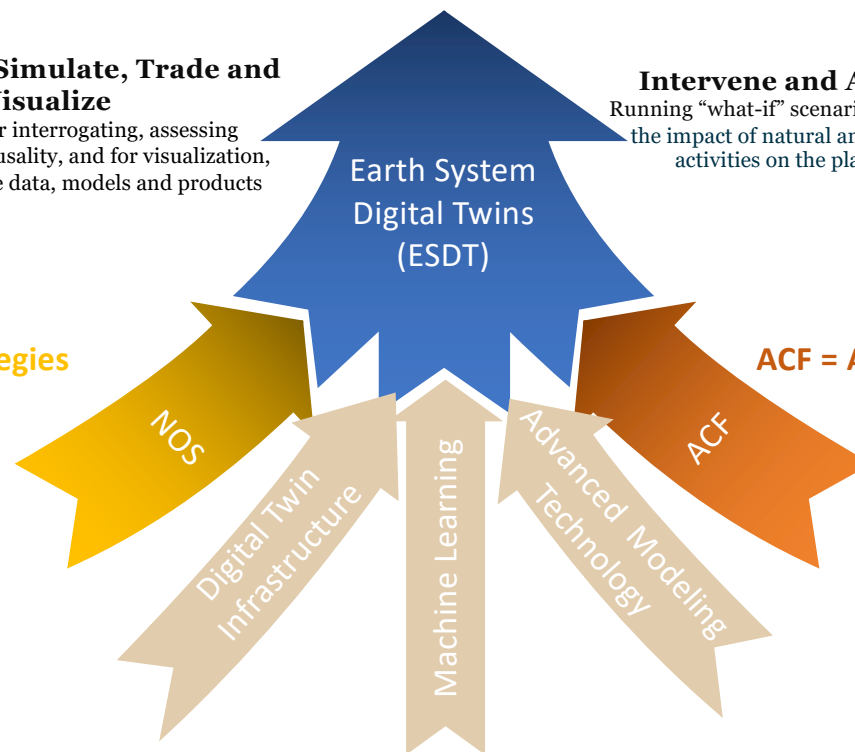 Simulate, Trade and
isualize
r interrogating, assessing
usality, and for visualization,
e data, models and products
Intervene and A
Running “what-if” scenari
the impact of natural an
activities on the pla
Earth System
Digital Twins
(ESDT)
egies
ACF = A
NOS
ACF
Digital Twin
Infrastructure
Machine Learning
Advanced Modeling
Technology